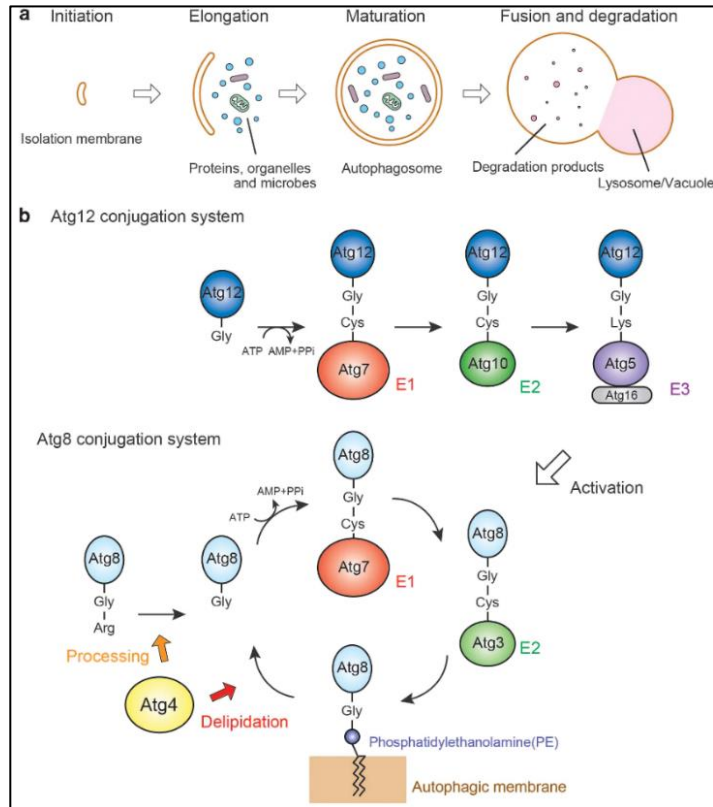 a Initiation Elongation Maturation Fusion and degradation
Isolation membrane
Proteins, organelles
and microbes
Autophagosome
Degradation products
Lysosome/Vacuole
b Atg12 conjugation system
Atg12
Gly
ATP AMP+PPi
Atg12
Gly
Cys
Atg7
E1
Atg12
Gly
Cys
Atg10
E2
Atg12
Gly
Lys
Atg5
Atg16
E3
Atg8 conjugation system
Activation
Atg8
Gly
Arg
Processing
Atg4
Delipidation
Atg8
Gly
ATP
AMP+PPi
Atg8
Gly
Cys
Atg7
E1
Atg8
Gly
Cys
Atg3
E2
Atg8
Gly
Phosphatidylethanolamine(PE)
Autophagic membrane